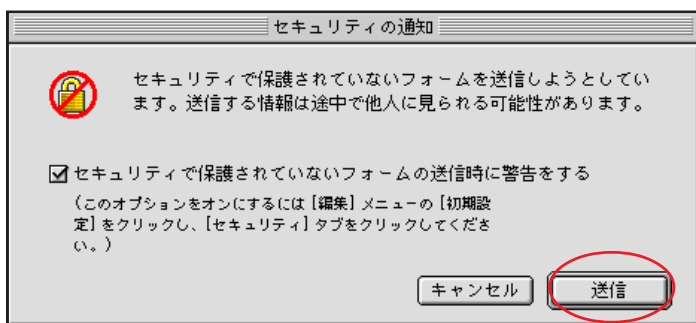 セキュリティの通知
セキュリティで保護されていないフォームを送信しようとしてい
ます。送信する情報は途中で他人に見られる可能性があります。
セキュリティで保護されていないフォームの送信時に警告をする
（このオプションをオンにするには［編集］メニューの［初期設
定］をクリックし、［セキュリティ］タブをクリックしてくださ
い。）
キャンセル
送信